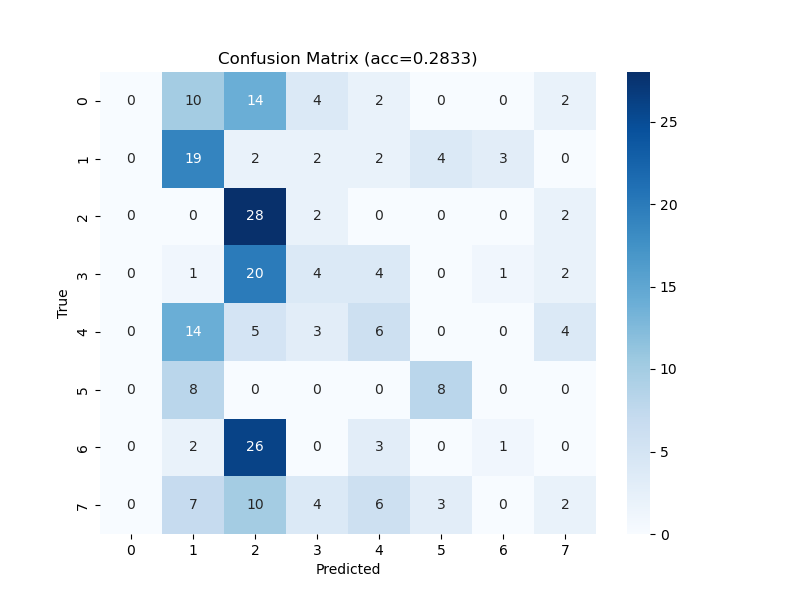 Confusion Matrix (acc=0.2833)
0 0 10 14 4 2 0 0 2
1 0 19 2 2 2 4 3 0
2 0 0 28 2 0 0 0 2
3 0 1 20 4 4 0 1 2
4 0 14 5 3 6 0 0 4
5 0 8 0 0 0 8 0 0
6 0 2 26 0 3 0 1 0
7 0 7 10 4 6 3 0 2
0 1 2 3 4 5 6 7
Predicted
True
25
20
15
10
5
0